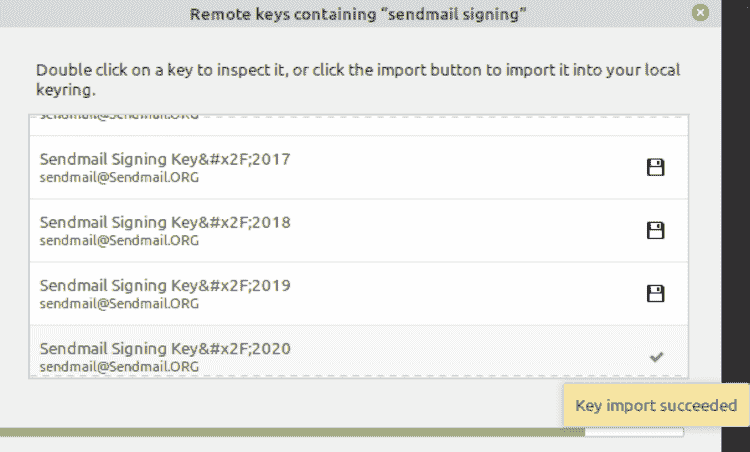 Remote keys containing “sendmail signing”
Double click on a key to inspect it, or click the import button to import it into your local
keyring.
sendmail@Sendmail.ORG
Sendmail Signing Key&#x2F;2017
sendmail@Sendmail.ORG
Sendmail Signing Key&#x2F;2018
sendmail@Sendmail.ORG
Sendmail Signing Key&#x2F;2019
sendmail@Sendmail.ORG
Sendmail Signing Key&#x2F;2020
sendmail@Sendmail.ORG
Key import succeeded